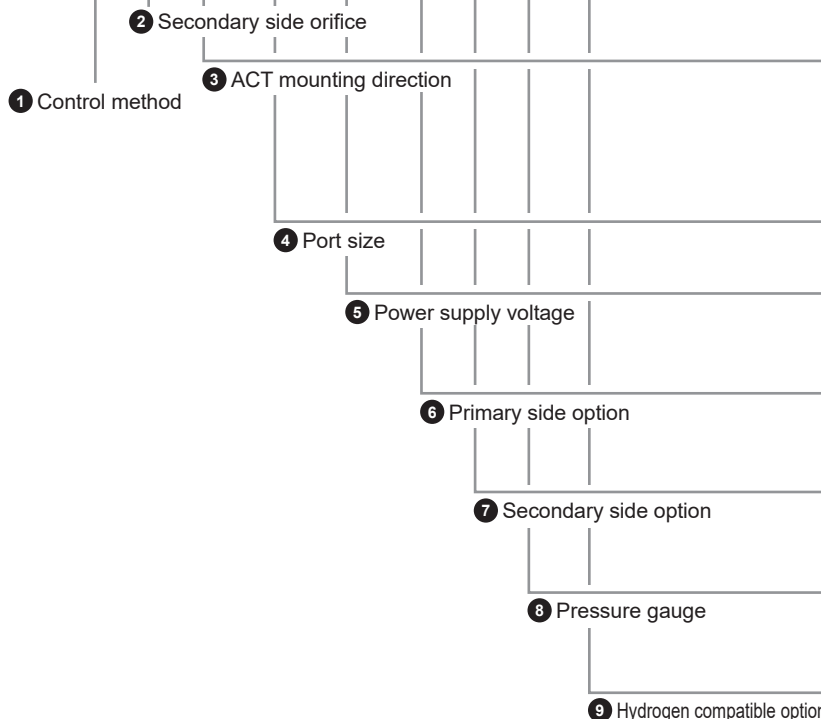 2 Secondary side orifice
3 ACT mounting direction
1 Control method
4 Port size
5 Power supply voltage
6 Primary side option
7 Secondary side option
8 Pressure gauge
9 Hydrogen compatible option